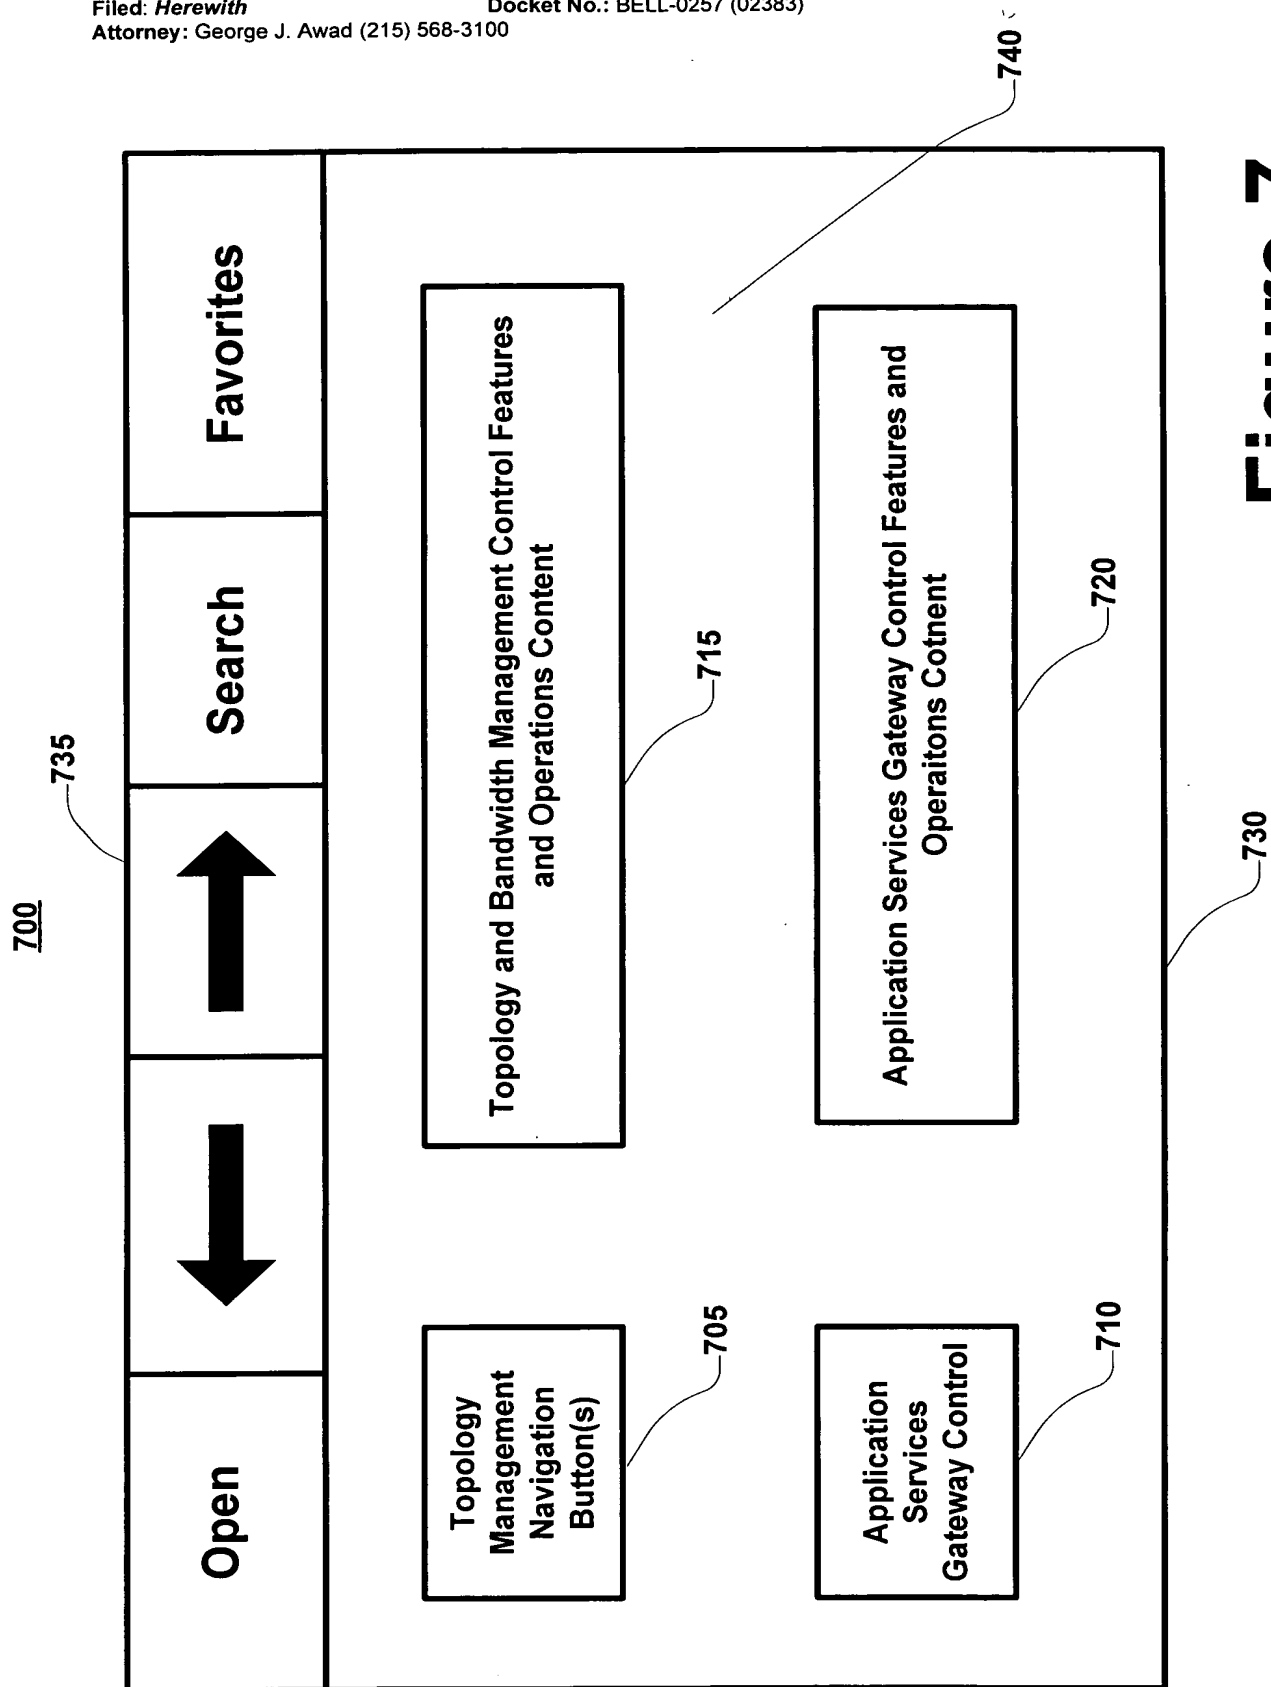 Filed: Herewith Docket No.: BELL-0257 (02383)
Attorney: George J. Awad (215) 568-3100
700
735
Open
Search
Favorites
Topology
Management
Navigation
Button(s)
705
Topology and Bandwidth Management Control Features
and Operations Content
715
740
Application
Services
Gateway Control
710
Application Services Gateway Control Features and
Operaitons Cotnent
720
730
Figure 7